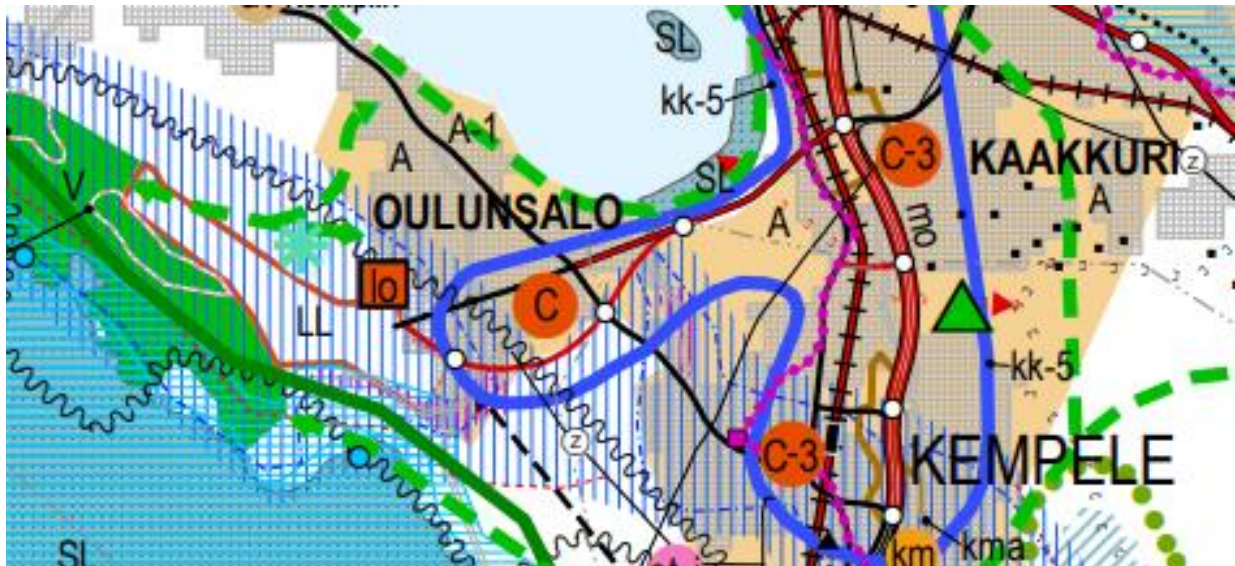 SL
kk-5
A-1
A
C-3
KAAKKURI
z
V
SL
OULUNSALO
A
A
mo
lo
C
LL
kk-5
z
C-3
KEMPELE
SL
km
kma